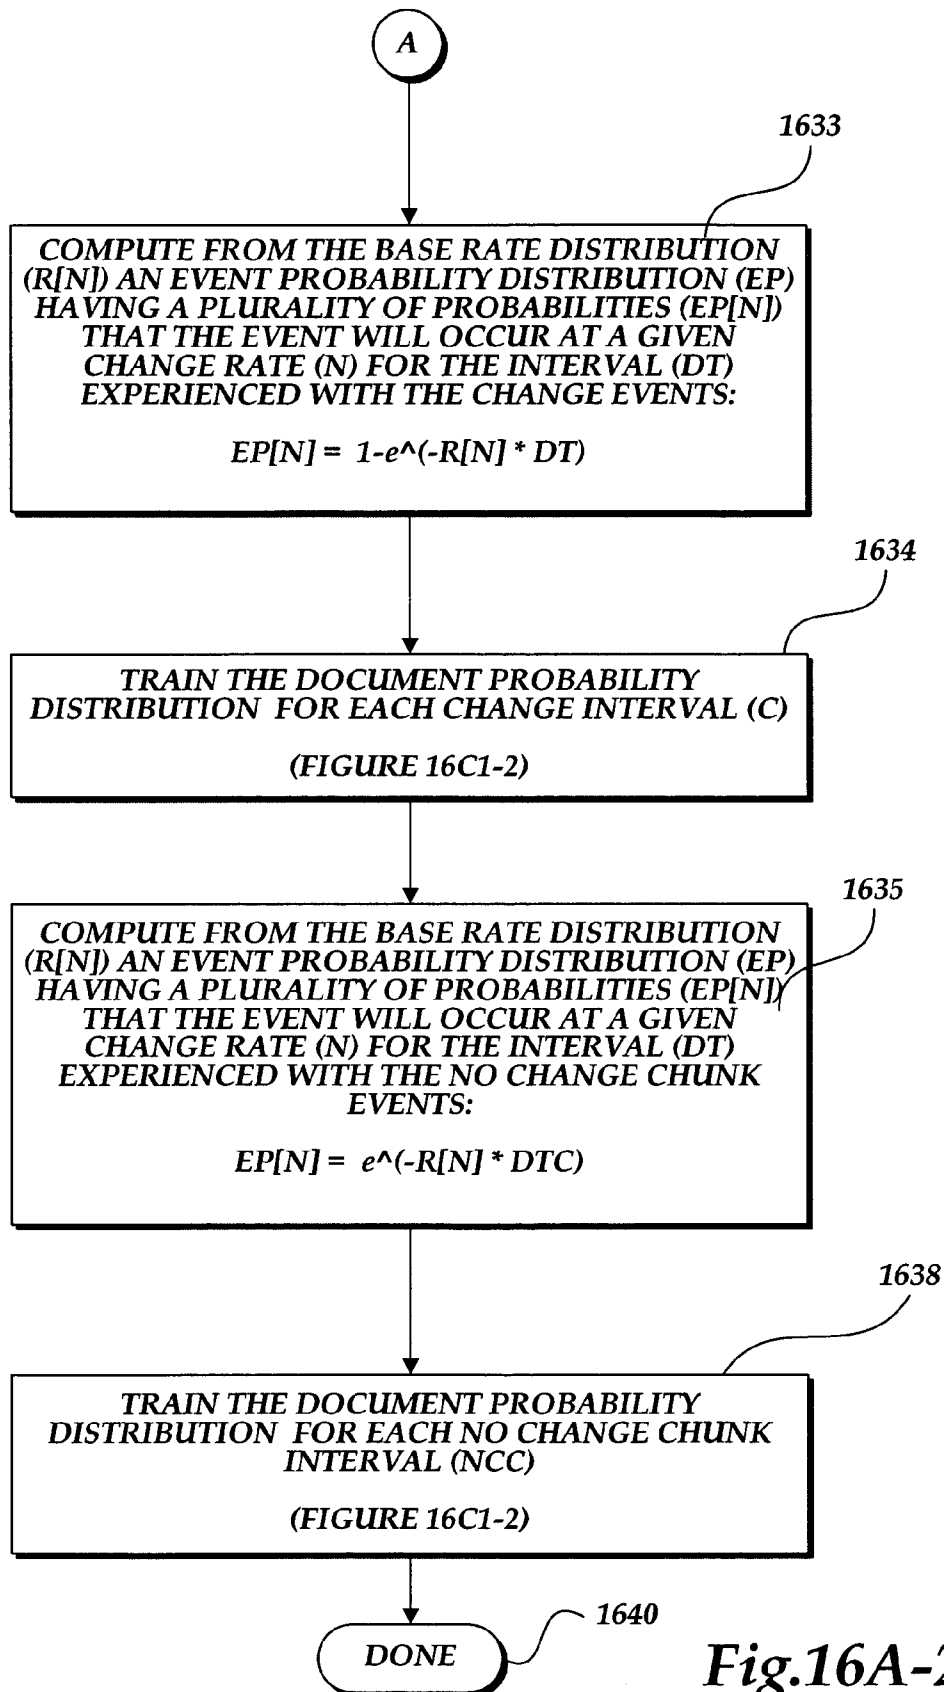 A
1633
COMPUTE FROM THE BASE RATE DISTRIBUTION
(R[N]) AN EVENT PROBABILITY DISTRIBUTION (EP)
HAVING A PLURALITY OF PROBABILITIES (EP[N])
THAT THE EVENT WILL OCCUR AT A GIVEN
CHANGE RATE (N) FOR THE INTERVAL (DT)
EXPERIENCED WITH THE CHANGE EVENTS:
EP[N] = 1-e^(-R[N] * DT)
1634
TRAIN THE DOCUMENT PROBABILITY
DISTRIBUTION FOR EACH CHANGE INTERVAL (C)
(FIGURE 16C1-2)
1635
COMPUTE FROM THE BASE RATE DISTRIBUTION
(R[N]) AN EVENT PROBABILITY DISTRIBUTION (EP)
HAVING A PLURALITY OF PROBABILITIES (EP[N])
THAT THE EVENT WILL OCCUR AT A GIVEN
CHANGE RATE (N) FOR THE INTERVAL (DT)
EXPERIENCED WITH THE NO CHANGE CHUNK
EVENTS:
EP[N] = e^(-R[N] * DTC)
1638
TRAIN THE DOCUMENT PROBABILITY
DISTRIBUTION FOR EACH NO CHANGE CHUNK
INTERVAL (NCC)
(FIGURE 16C1-2)
1640
DONE
Fig.16A-2